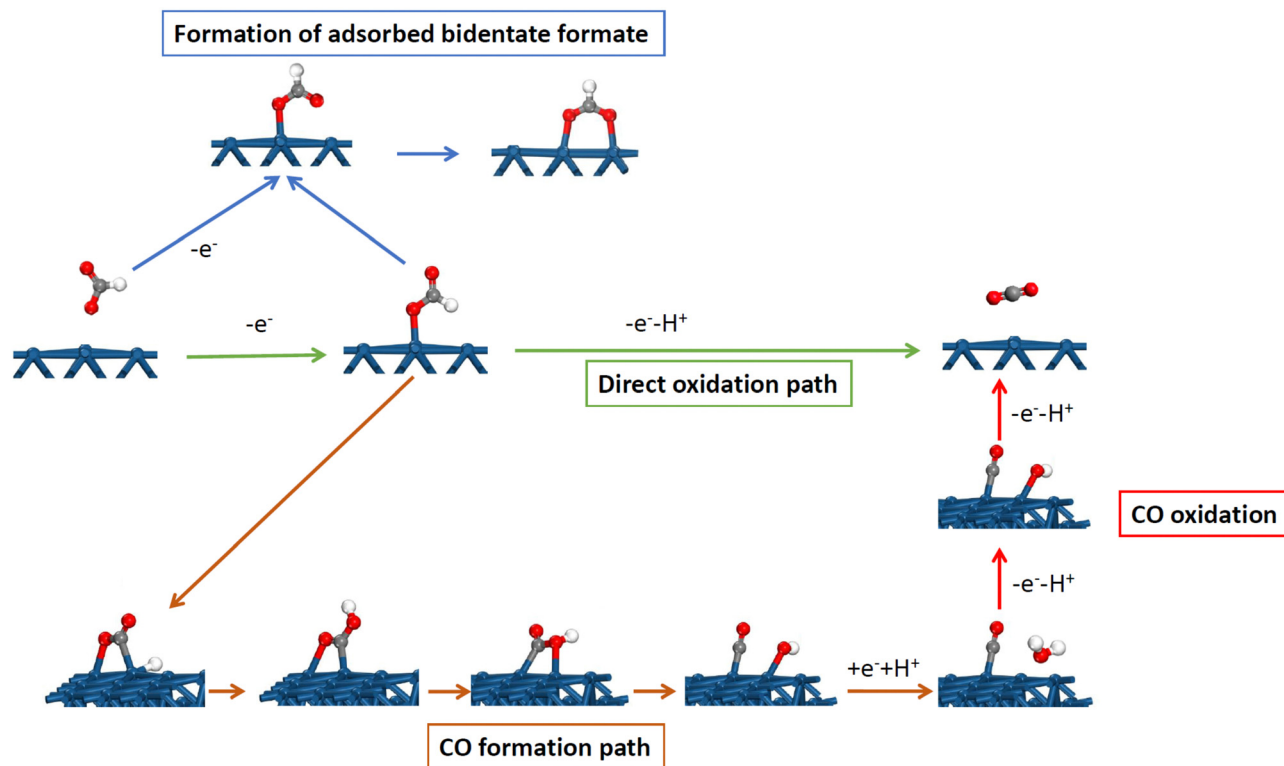 Formation of adsorbed bidentate formate
-e⁻
-e⁻
-e⁻-H⁺
Direct oxidation path
-e⁻-H⁺
CO oxidation
-e⁻-H⁺
+e⁻+H⁺
CO formation path